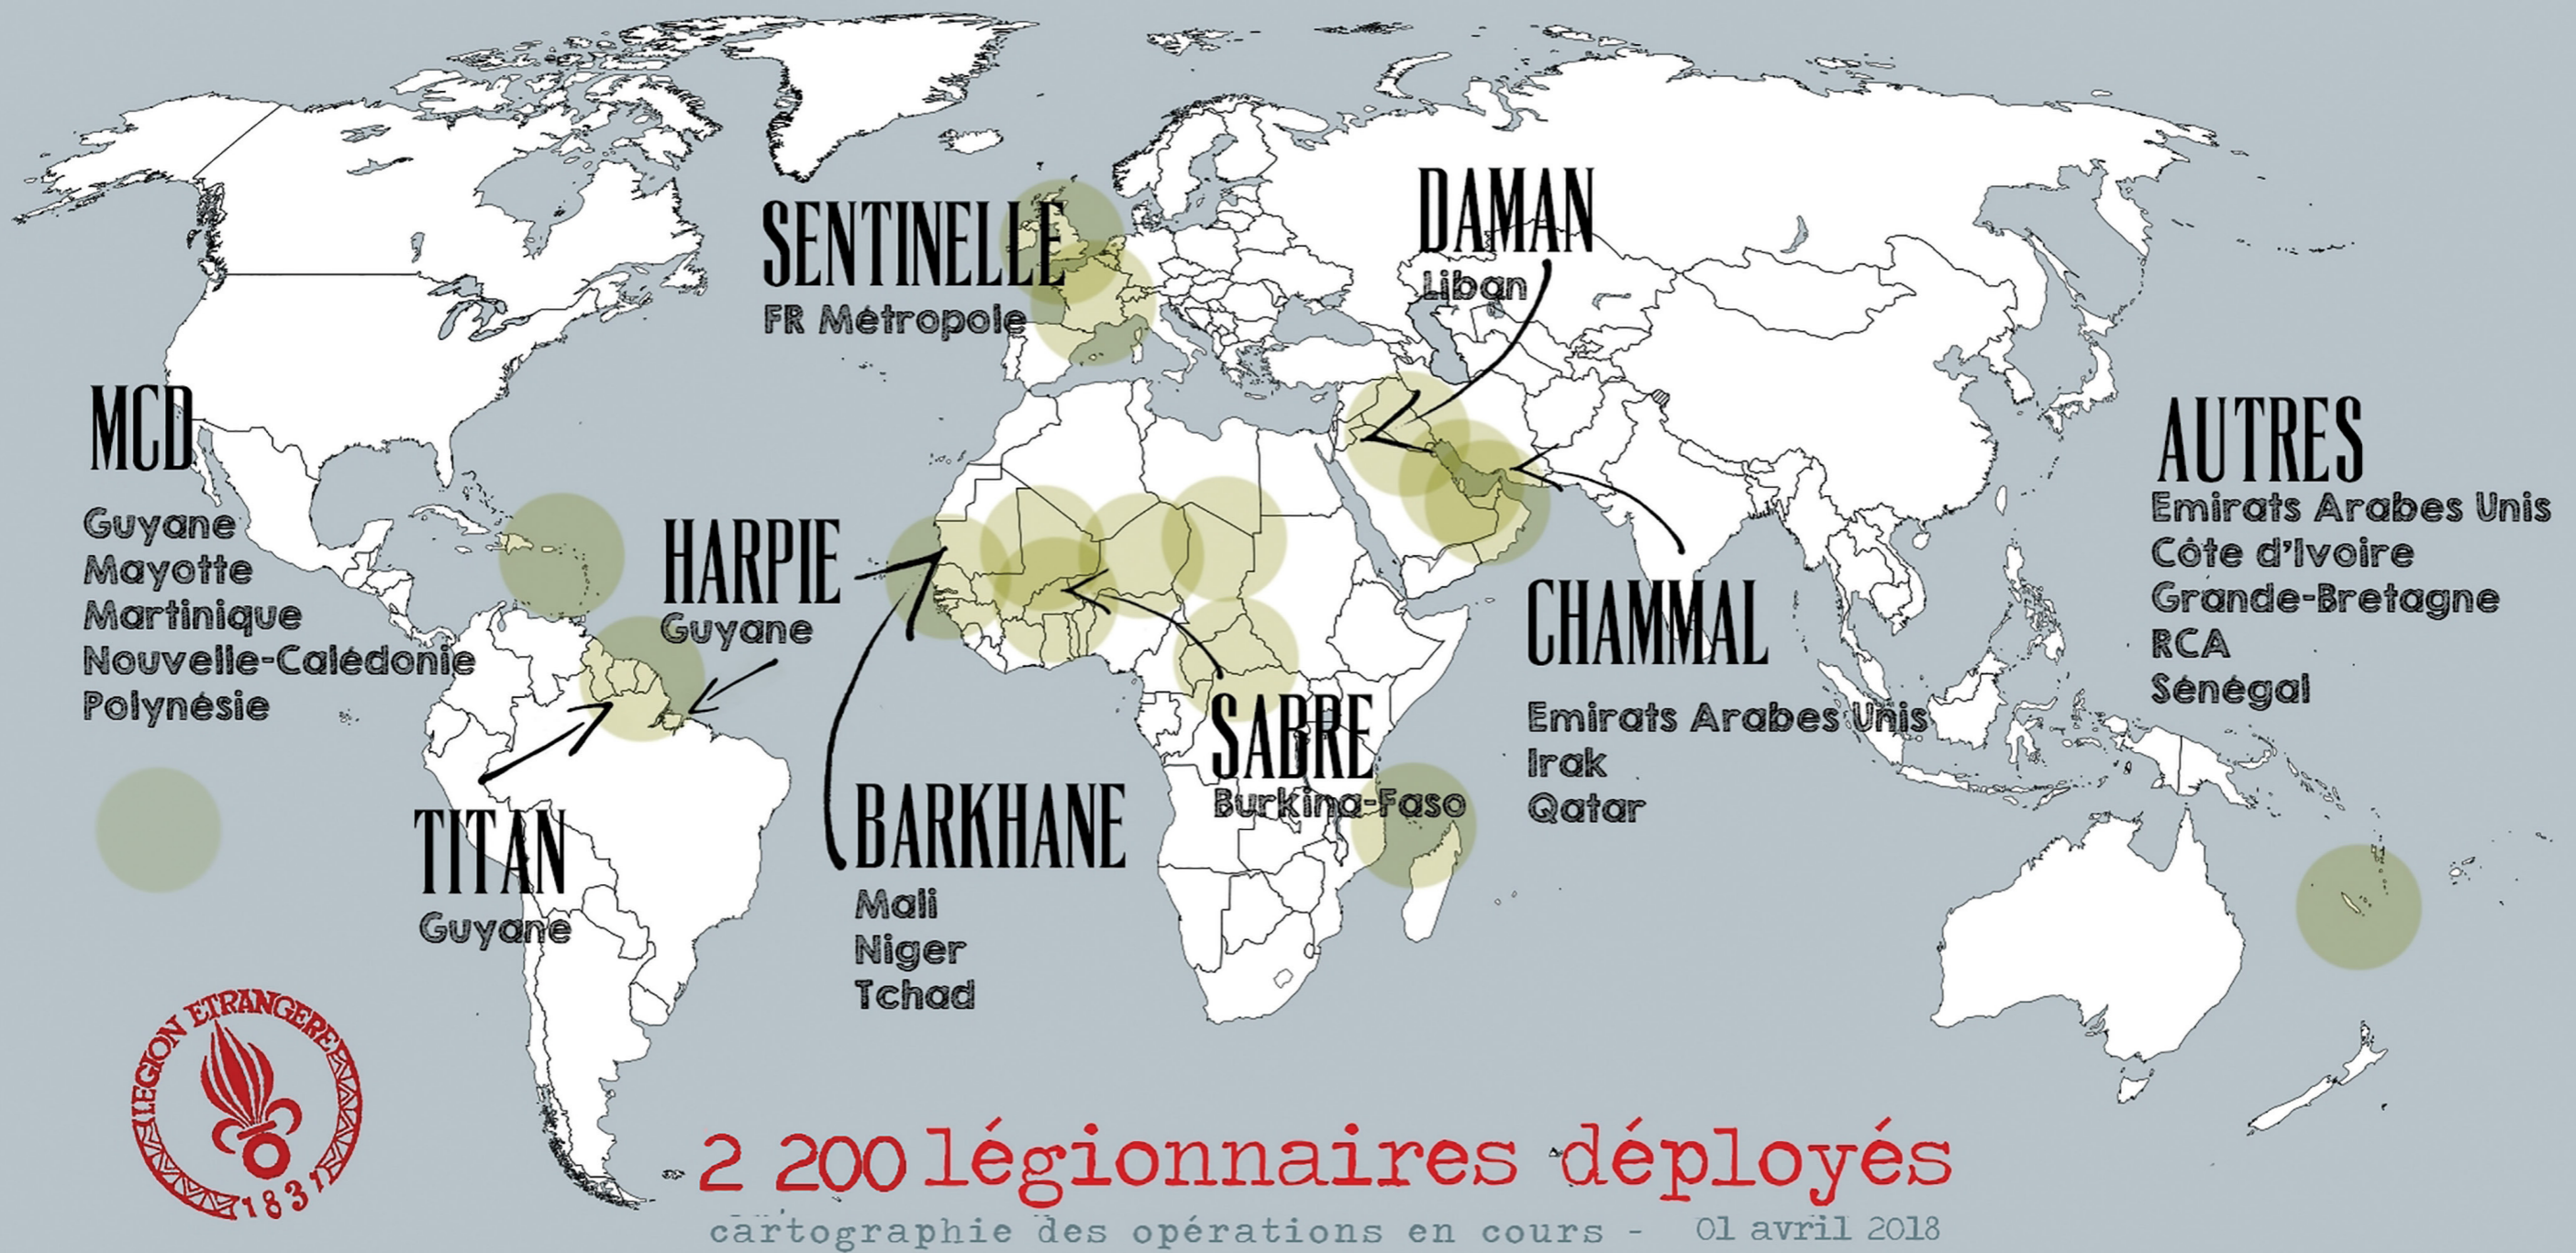 SENTINELLE
FR Métropole
DAMAN
Liban
MCD
Guyane
Mayotte
Martinique
Nouvelle-Calédonie
Polynésie
HARPIE
Guyane
AUTRES
Emirats Arabes Unis
Côte d'Ivoire
Grande-Bretagne
RCA
Sénégal
CHAMMAL
Emirats Arabes Unis
Irak
Qatar
SABRE
Burkina-Faso
TITAN
Guyane
BARKHANE
Mali
Niger
Tchad
LEGION ETRANGERE
1831
2 200 légionnaires déployés
cartographie des opérations en cours - 01 avril 2018